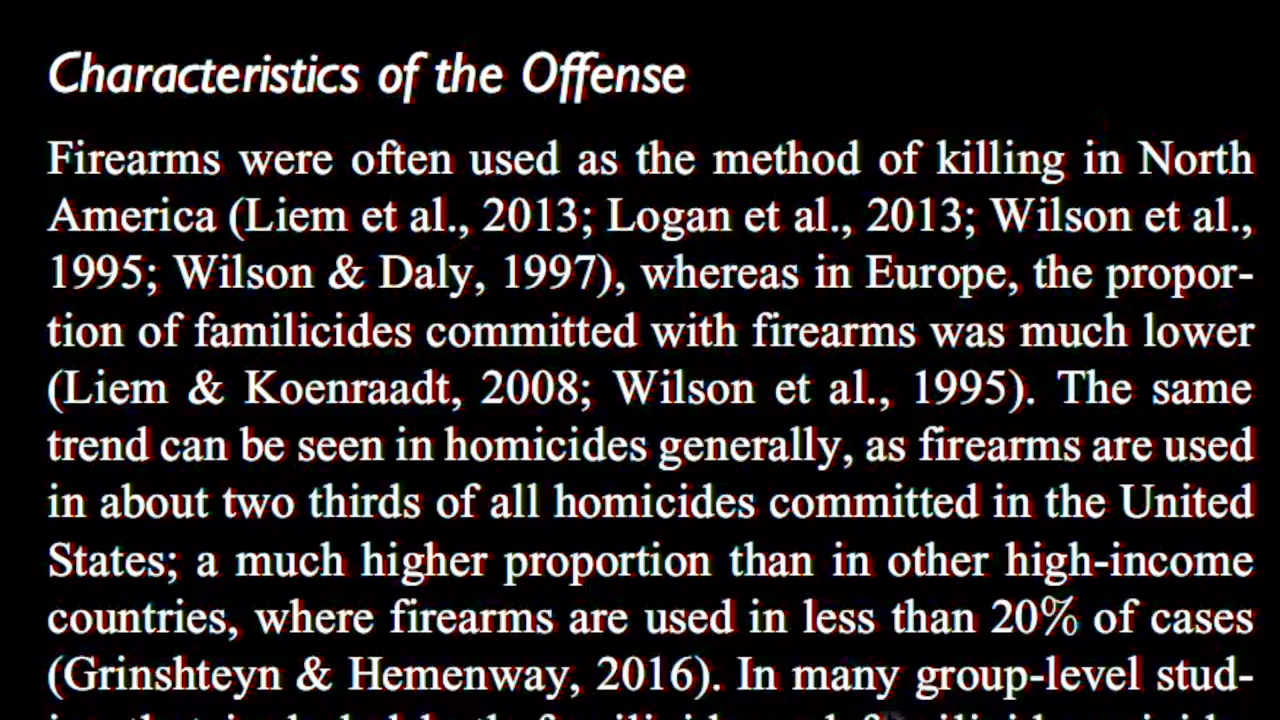 Characteristics of the Offense
Firearms were often used as the method of killing in North
America (Liem et al., 2013; Logan et al., 2013; Wilson et al.,
1995; Wilson & Daly, 1997), whereas in Europe, the propor-
tion of familicides committed with firearms was much lower
(Liem & Koenraadt, 2008; Wilson et al., 1995). The same
trend can be seen in homicides generally, as firearms are used
in about two thirds of all homicides committed in the United
States; a much higher proportion than in other high-income
countries, where firearms are used in less than 20% of cases
(Grinshteyn & Hemenway, 2016). In many group-level stud-